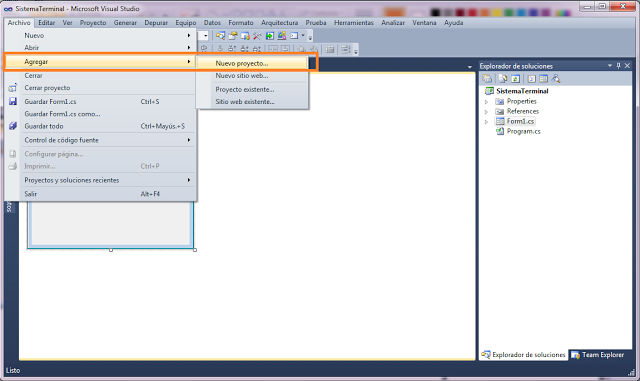 SistemaTerminal - Microsoft Visual Studio
Archivo Editar Ver Proyecto Generar Depurar Equipo Datos Formato Arquitectura Prueba Herramientas Analizar Ventana Ayuda
Nuevo
Abrir
Agregar
Cerrar
Cerrar proyecto
Guardar Form1.cs Ctrl+S
Guardar Form1.cs como...
Guardar todo Ctrl+Mayús.+S
Control de código fuente
Configurar página...
Imprimir... Ctrl+P
Proyectos y soluciones recientes
Salir Alt+F4
Nuevo proyecto...
Nuevo sitio web...
Proyecto existente...
Sitio web existente...
Explorador de soluciones
SistemaTerminal
Properties
References
Form1.cs
Program.cs
Explorador de soluciones Team Explorer
Listo